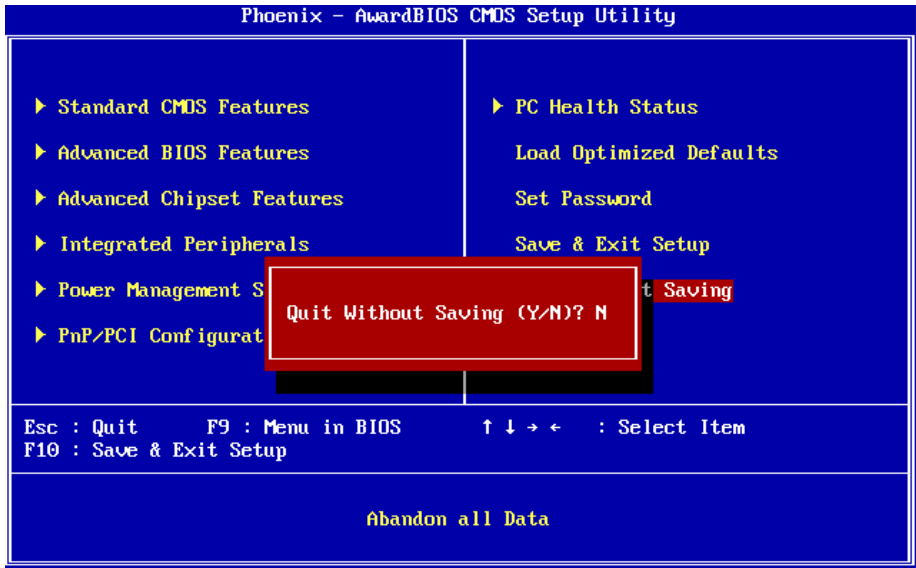 Phoenix - AwardBIOS CMOS Setup Utility
Standard CMOS Features
Advanced BIOS Features
Advanced Chipset Features
Integrated Peripherals
Power Management S
PnP/PCI Configurat
PC Health Status
Load Optimized Defaults
Set Password
Save & Exit Setup
t Saving
Quit Without Saving (Y/N)? N
Esc : Quit F9 : Menu in BIOS ↑ ↓ → ← : Select Item
F10 : Save & Exit Setup
Abandon all Data